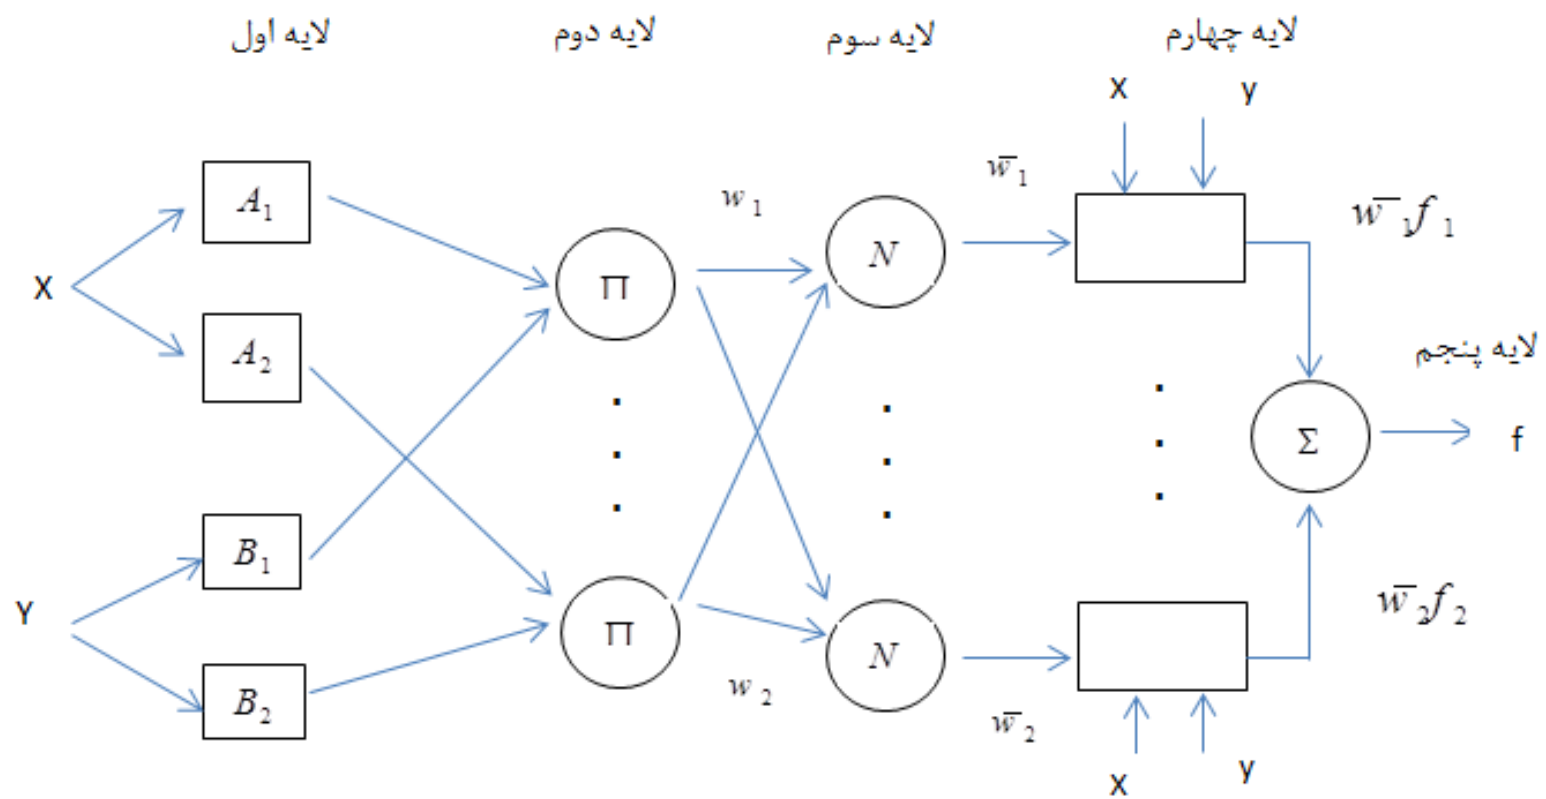 لایه اول
لایه دوم
لایه سوم
لایه چهارم
X y
A₁
w₁
w̄₁
w̄₁f₁
N
Π
X
A₂
لایه پنجم
Σ
f
B₁
Y
Π
N
w̄₂f₂
B₂
w₂
w̄₂
x y